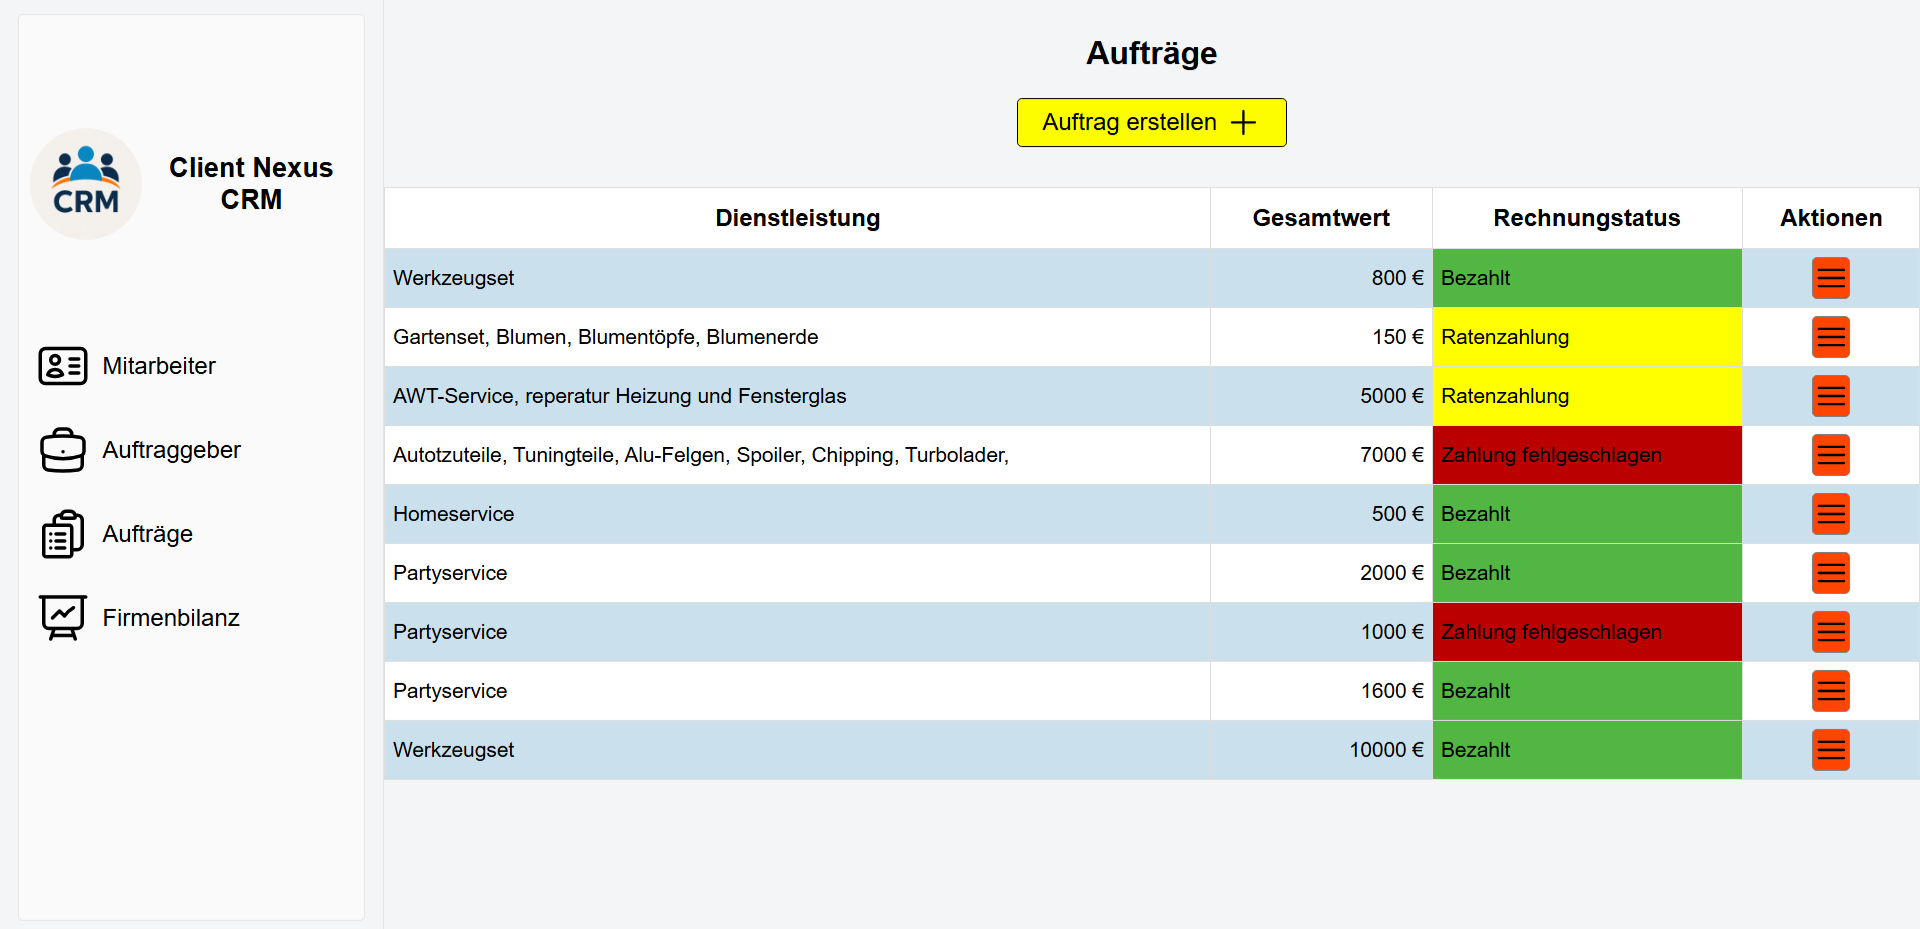 CRM
Client Nexus
CRM
Mitarbeiter
Auftraggeber
Aufträge
Firmenbilanz
Aufträge
Auftrag erstellen
Dienstleistung Gesamtwert Rechnungstatus Aktionen
Werkzeugset 800 € Bezahlt
Gartenset, Blumen, Blumentöpfe, Blumenerde 150 € Ratenzahlung
AWT-Service, reperatur Heizung und Fensterglas 5000 € Ratenzahlung
Autotzuteile, Tuningteile, Alu-Felgen, Spoiler, Chipping, Turbolader, 7000 € Zahlung fehlgeschlagen
Homeservice 500 € Bezahlt
Partyservice 2000 € Bezahlt
Partyservice 1000 € Zahlung fehlgeschlagen
Partyservice 1600 € Bezahlt
Werkzeugset 10000 € Bezahlt